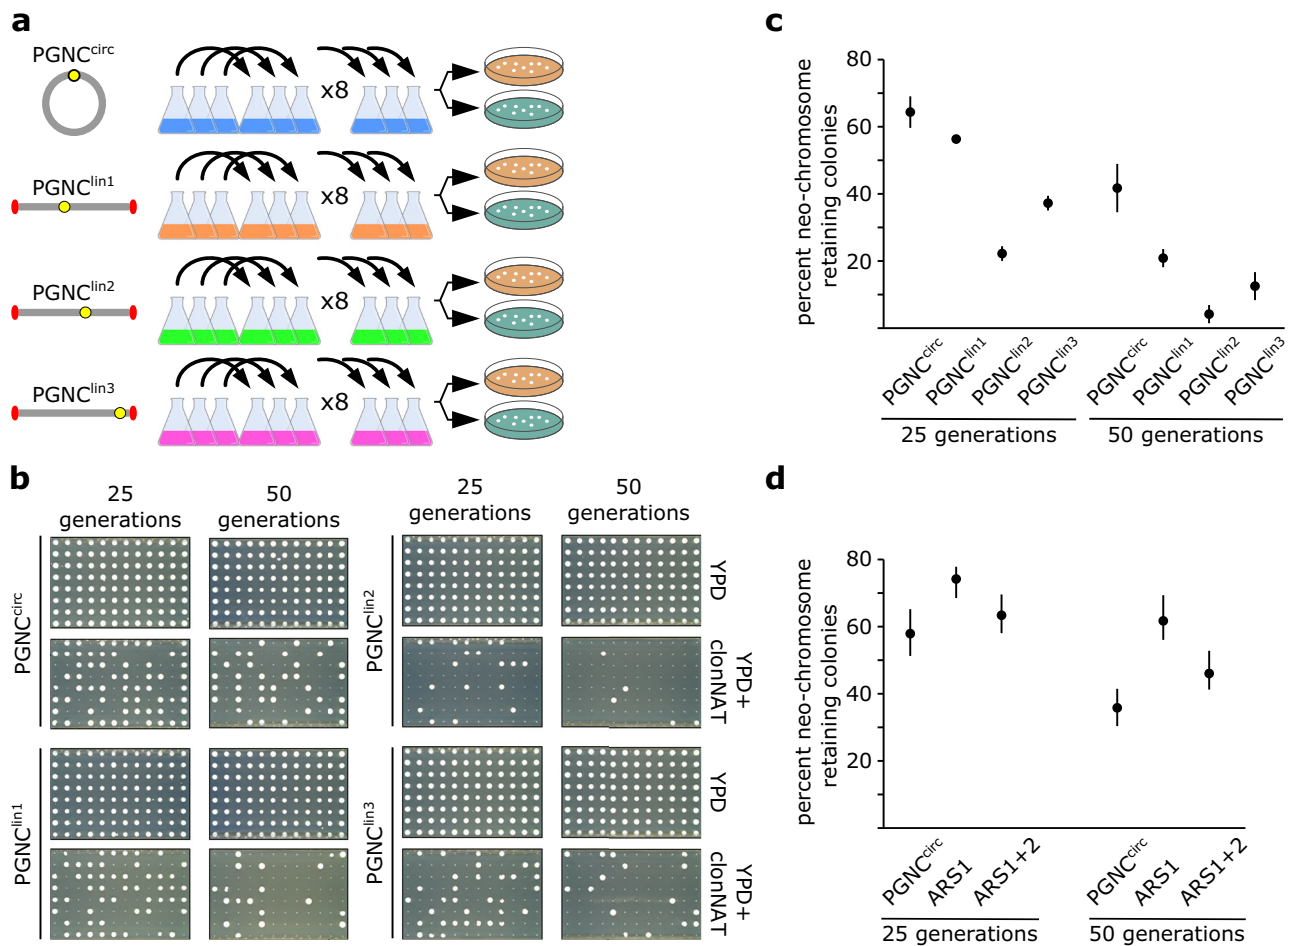 a
PGNCcirc
x8
PGNClin1
x8
PGNClin2
x8
PGNClin3
x8
b
25
generations
50
generations
25
generations
50
generations
PGNCcirc
PGNClin2
YPD
YPD+
clonNAT
PGNClin1
PGNClin3
YPD
YPD+
clonNAT
c
percent neo-chromosome
retaining colonies
80
60
40
20
PGNCcirc
PGNClin1
PGNClin2
PGNClin3
PGNCcirc
PGNClin1
PGNClin2
PGNClin3
25 generations
50 generations
d
percent neo-chromosome
retaining colonies
80
60
40
20
PGNCcirc
ARS1
ARS1+2
PGNCcirc
ARS1
ARS1+2
25 generations
50 generations